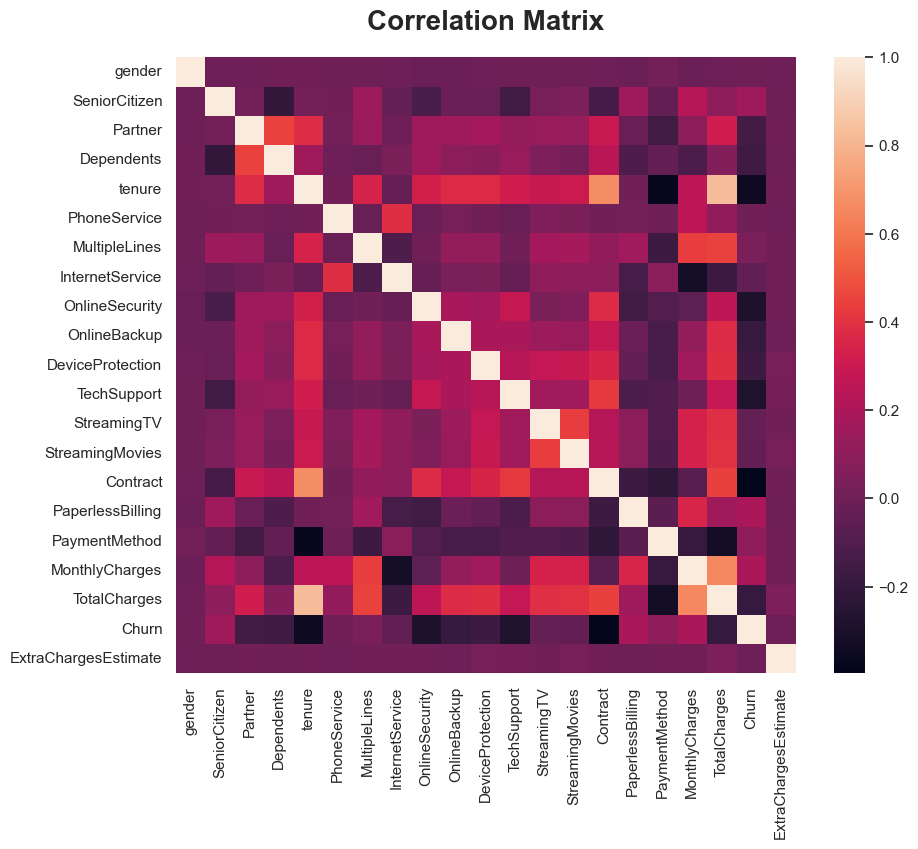 Correlation Matrix
gender
SeniorCitizen
Partner
Dependents
tenure
PhoneService
MultipleLines
InternetService
OnlineSecurity
OnlineBackup
DeviceProtection
TechSupport
StreamingTV
StreamingMovies
Contract
PaperlessBilling
PaymentMethod
MonthlyCharges
TotalCharges
Churn
ExtraChargesEstimate
gender
SeniorCitizen
Partner
Dependents
tenure
PhoneService
MultipleLines
InternetService
OnlineSecurity
OnlineBackup
DeviceProtection
TechSupport
StreamingTV
StreamingMovies
Contract
PaperlessBilling
PaymentMethod
MonthlyCharges
TotalCharges
Churn
ExtraChargesEstimate
1.0
0.8
0.6
0.4
0.2
0.0
−0.2